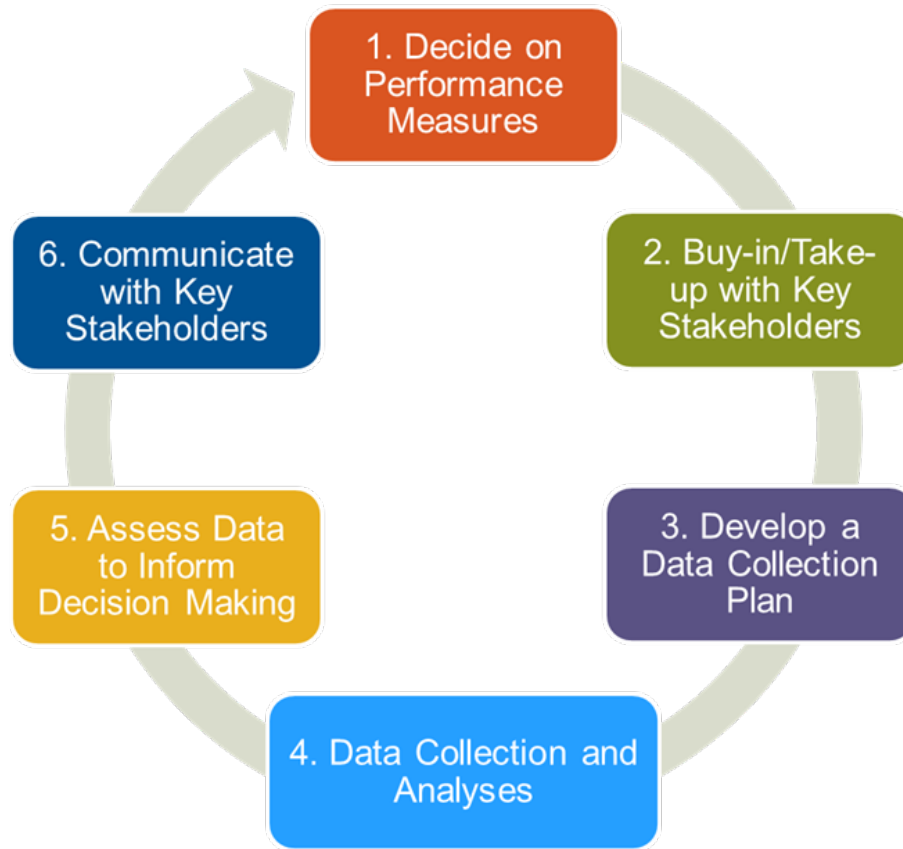 1. Decide on
Performance
Measures
2. Buy-in/Take-
up with Key
Stakeholders
3. Develop a
Data Collection
Plan
4. Data Collection and
Analyses
5. Assess Data
to Inform
Decision Making
6. Communicate
with Key
Stakeholders